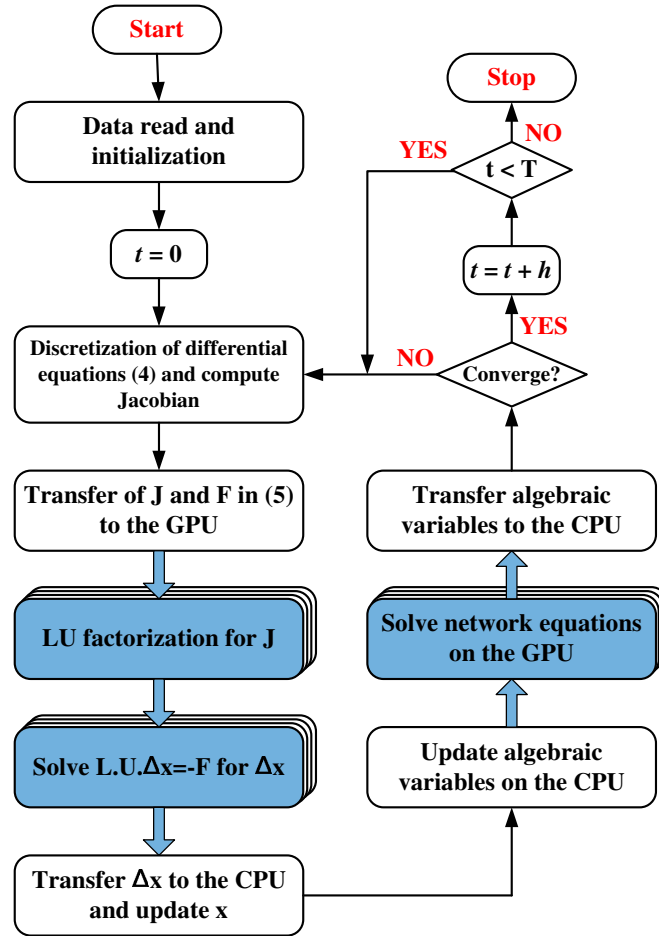 Start
Data read and
initialization
t = 0
Discretization of differential
equations (4) and compute
Jacobian
Transfer of J and F in (5)
to the GPU
LU factorization for J
Solve L.U.Δx=-F for Δx
Transfer Δx to the CPU
and update x
Update algebraic
variables on the CPU
Solve network equations
on the GPU
Transfer algebraic
variables to the CPU
Converge?
NO
YES
t = t + h
t < T
YES
NO
Stop